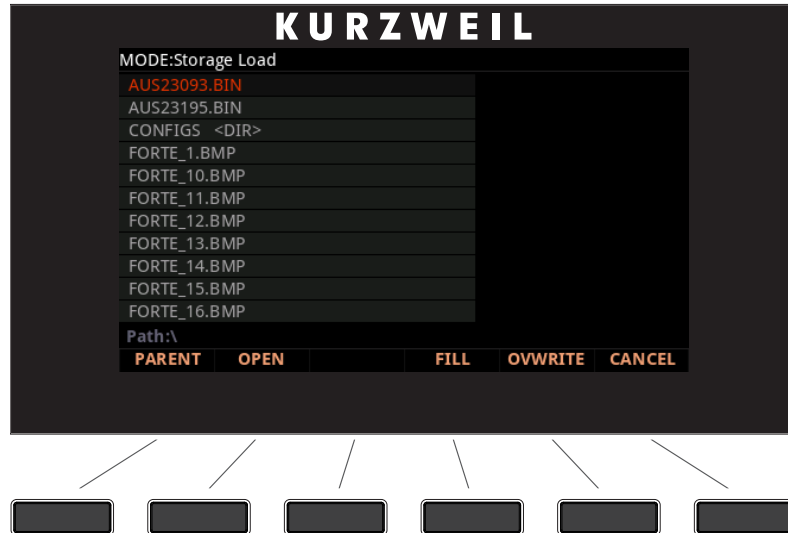 KURZWEIL
MODE:Storage Load
AUS23093.BIN
AUS23195.BIN
CONFIGS <DIR>
FORTE_1.BMP
FORTE_10.BMP
FORTE_11.BMP
FORTE_12.BMP
FORTE_13.BMP
FORTE_14.BMP
FORTE_15.BMP
FORTE_16.BMP
Path:\
PARENT OPEN FILL OVWRITE CANCEL